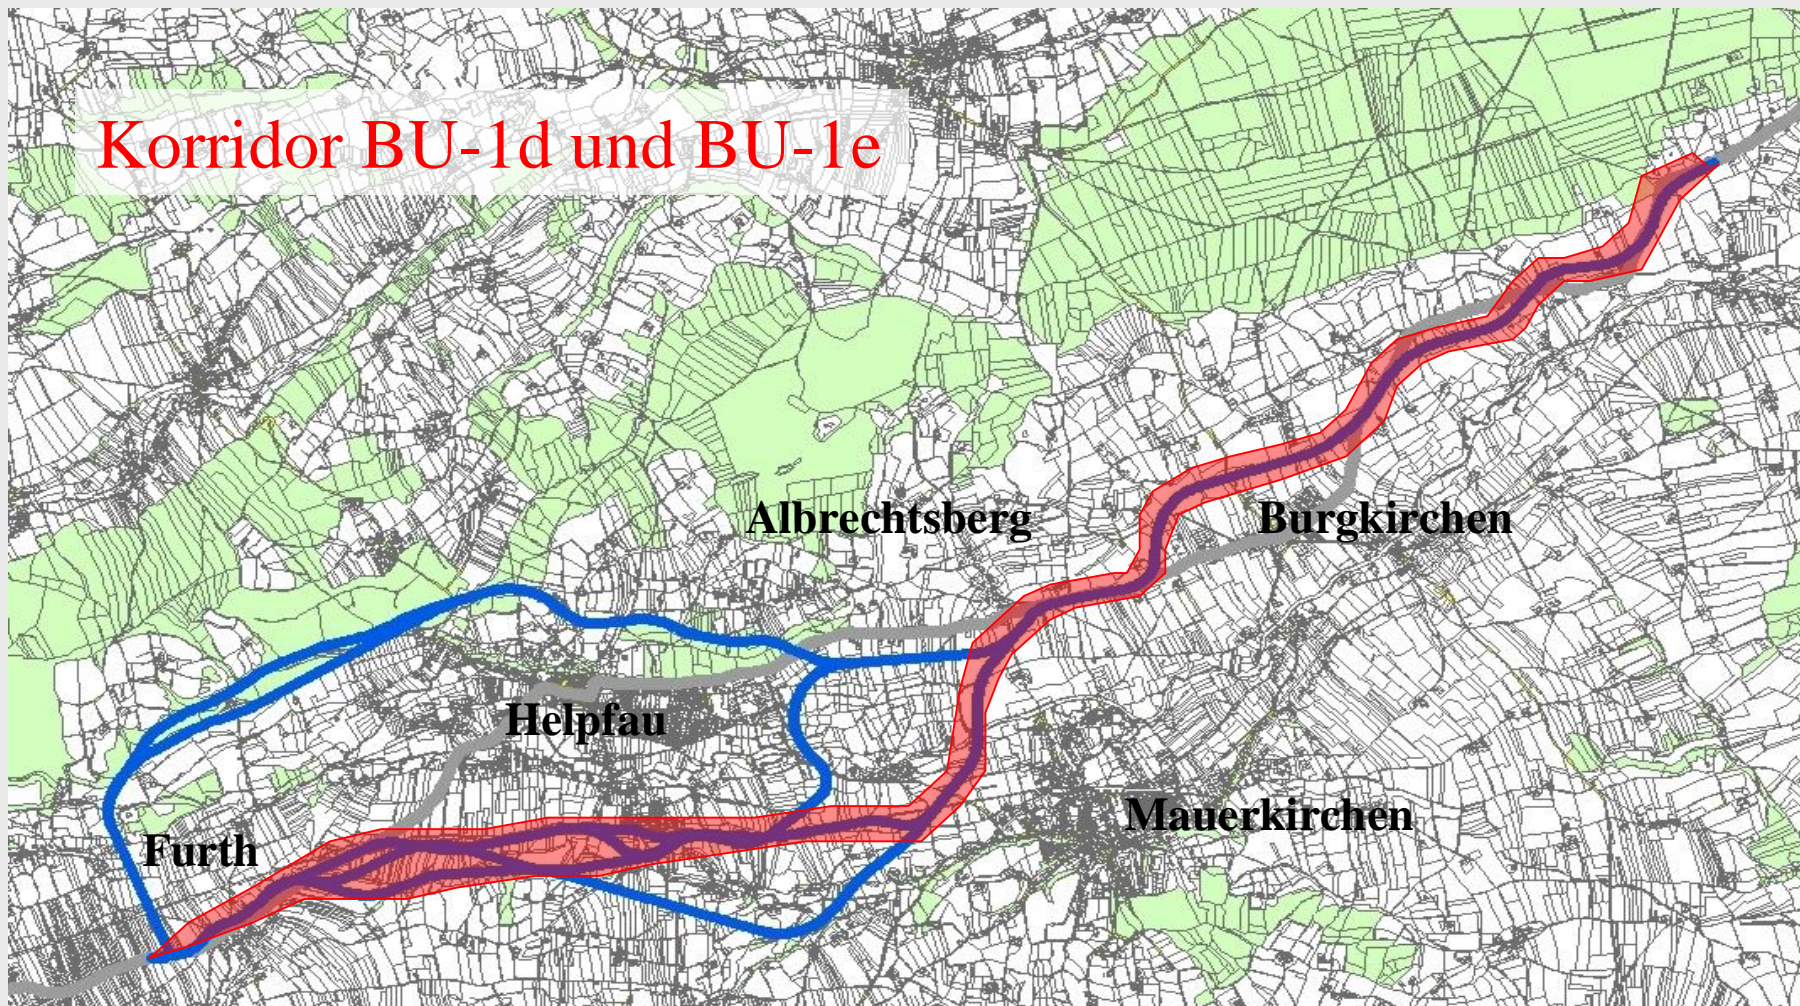 Korridor BU-1d und BU-1e
Albrechtsberg
Burgkirchen
Helpfau
Mauerkirchen
Furth